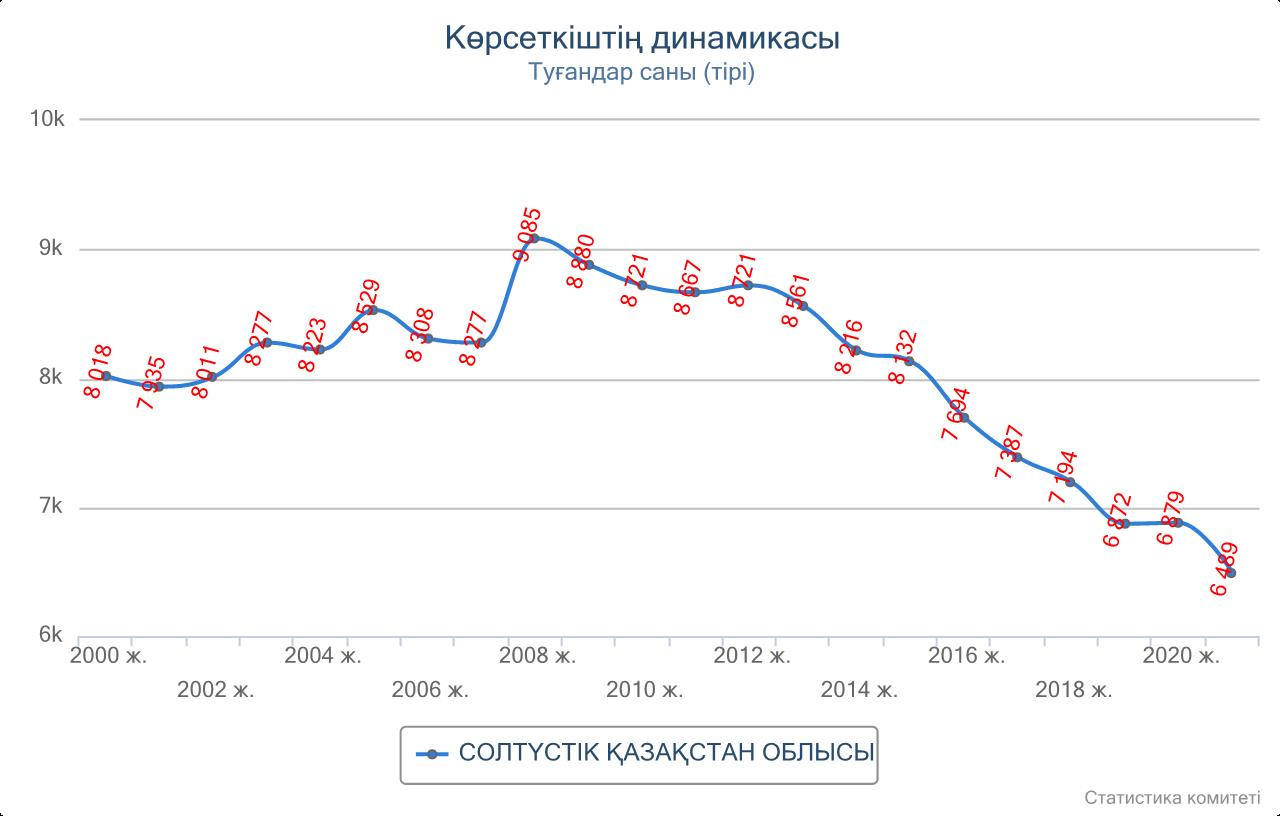 Көрсеткіштің динамикасы
Туғандар саны (тірі)
10k
9k
8k
7k
6k
8 018
7 935
8 011
8 277
8 223
8 529
8 308
8 277
9 085
8 880
8 721
8 667
8 721
8 561
8 216
8 132
7 694
7 387
7 194
6 872
6 879
6 489
2000 ж.
2004 ж.
2008 ж.
2012 ж.
2016 ж.
2020 ж.
2002 ж.
2006 ж.
2010 ж.
2014 ж.
2018 ж.
СОЛТҮСТІК ҚАЗАҚСТАН ОБЛЫСЫ
Статистика комитеті